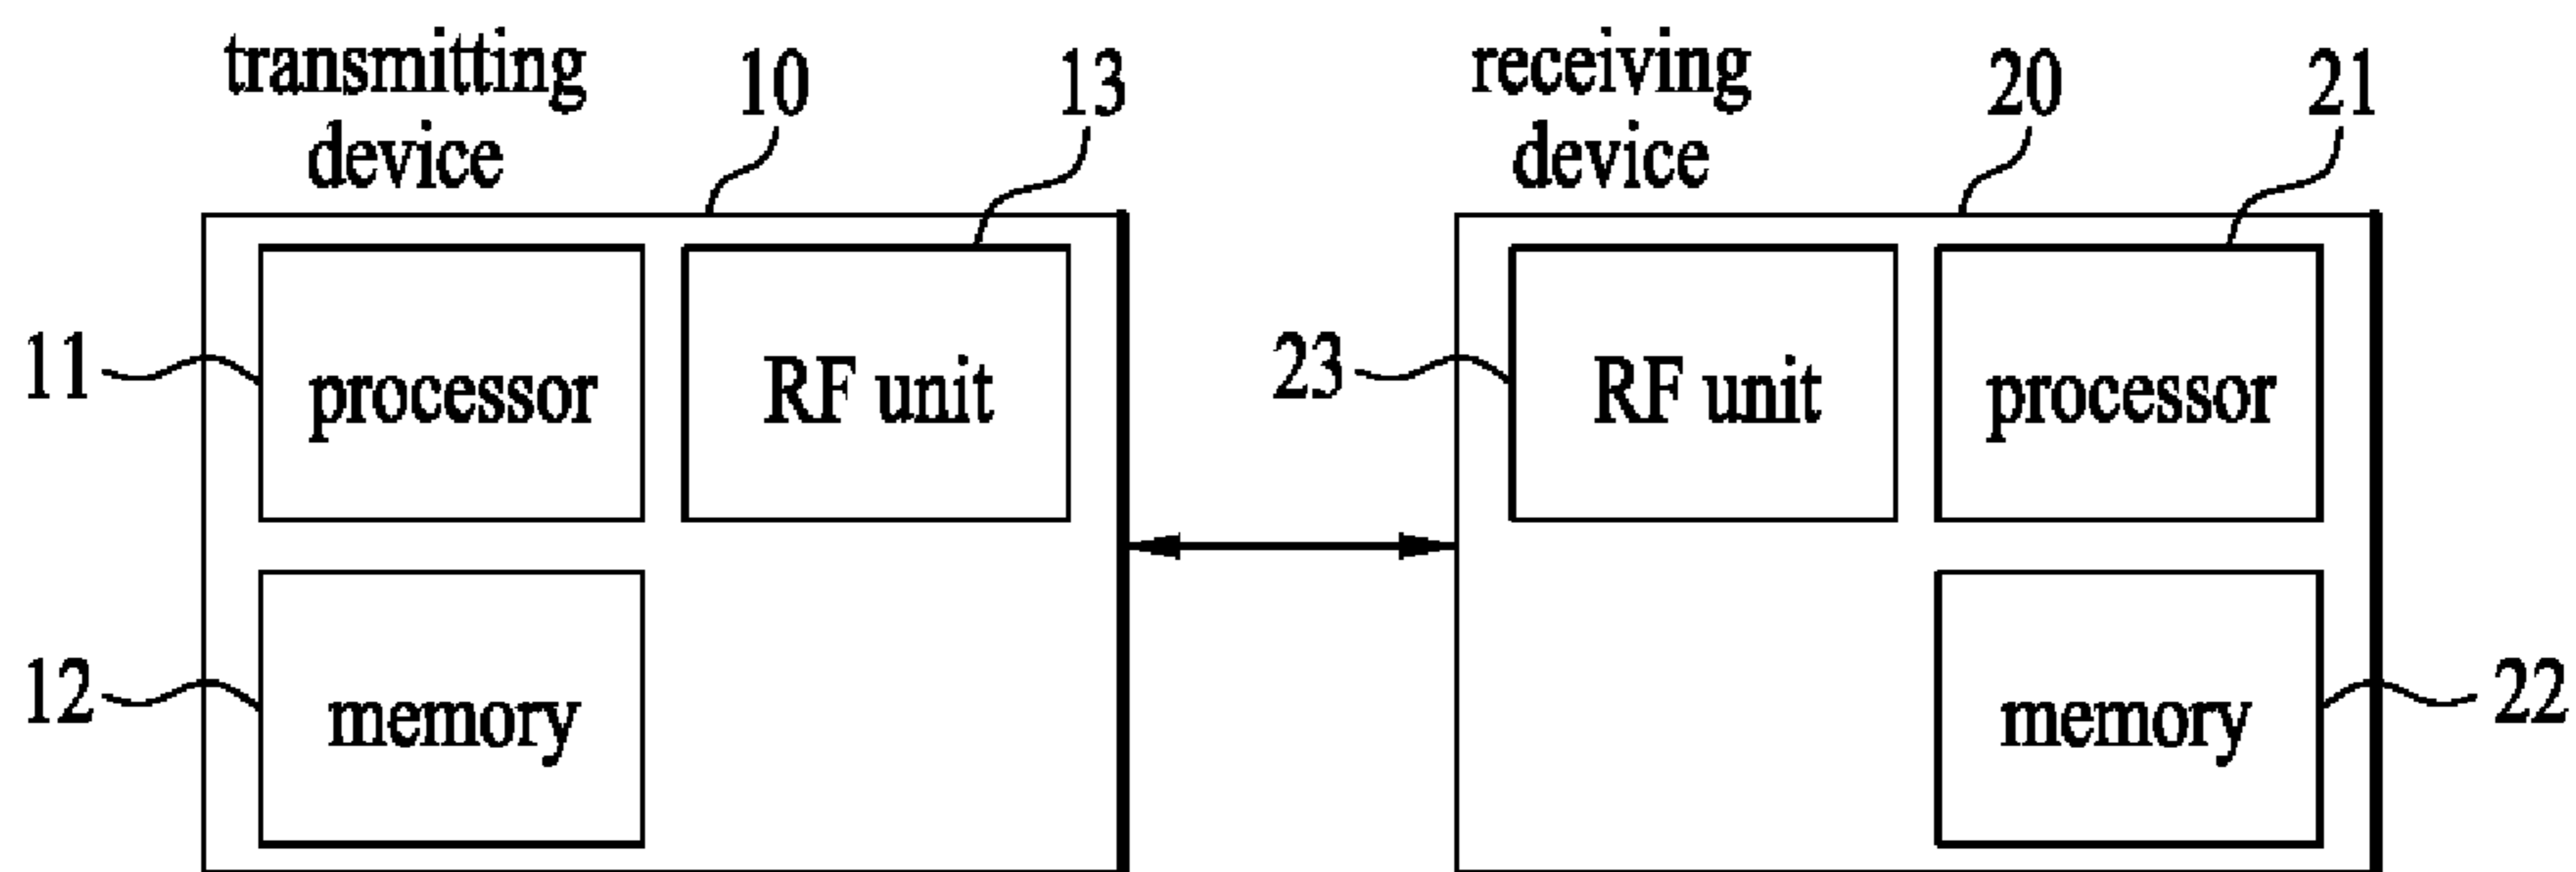 transmitting
device
10
13
11
processor
RF unit
12
memory
receiving
device
20
21
23
RF unit
processor
memory
22